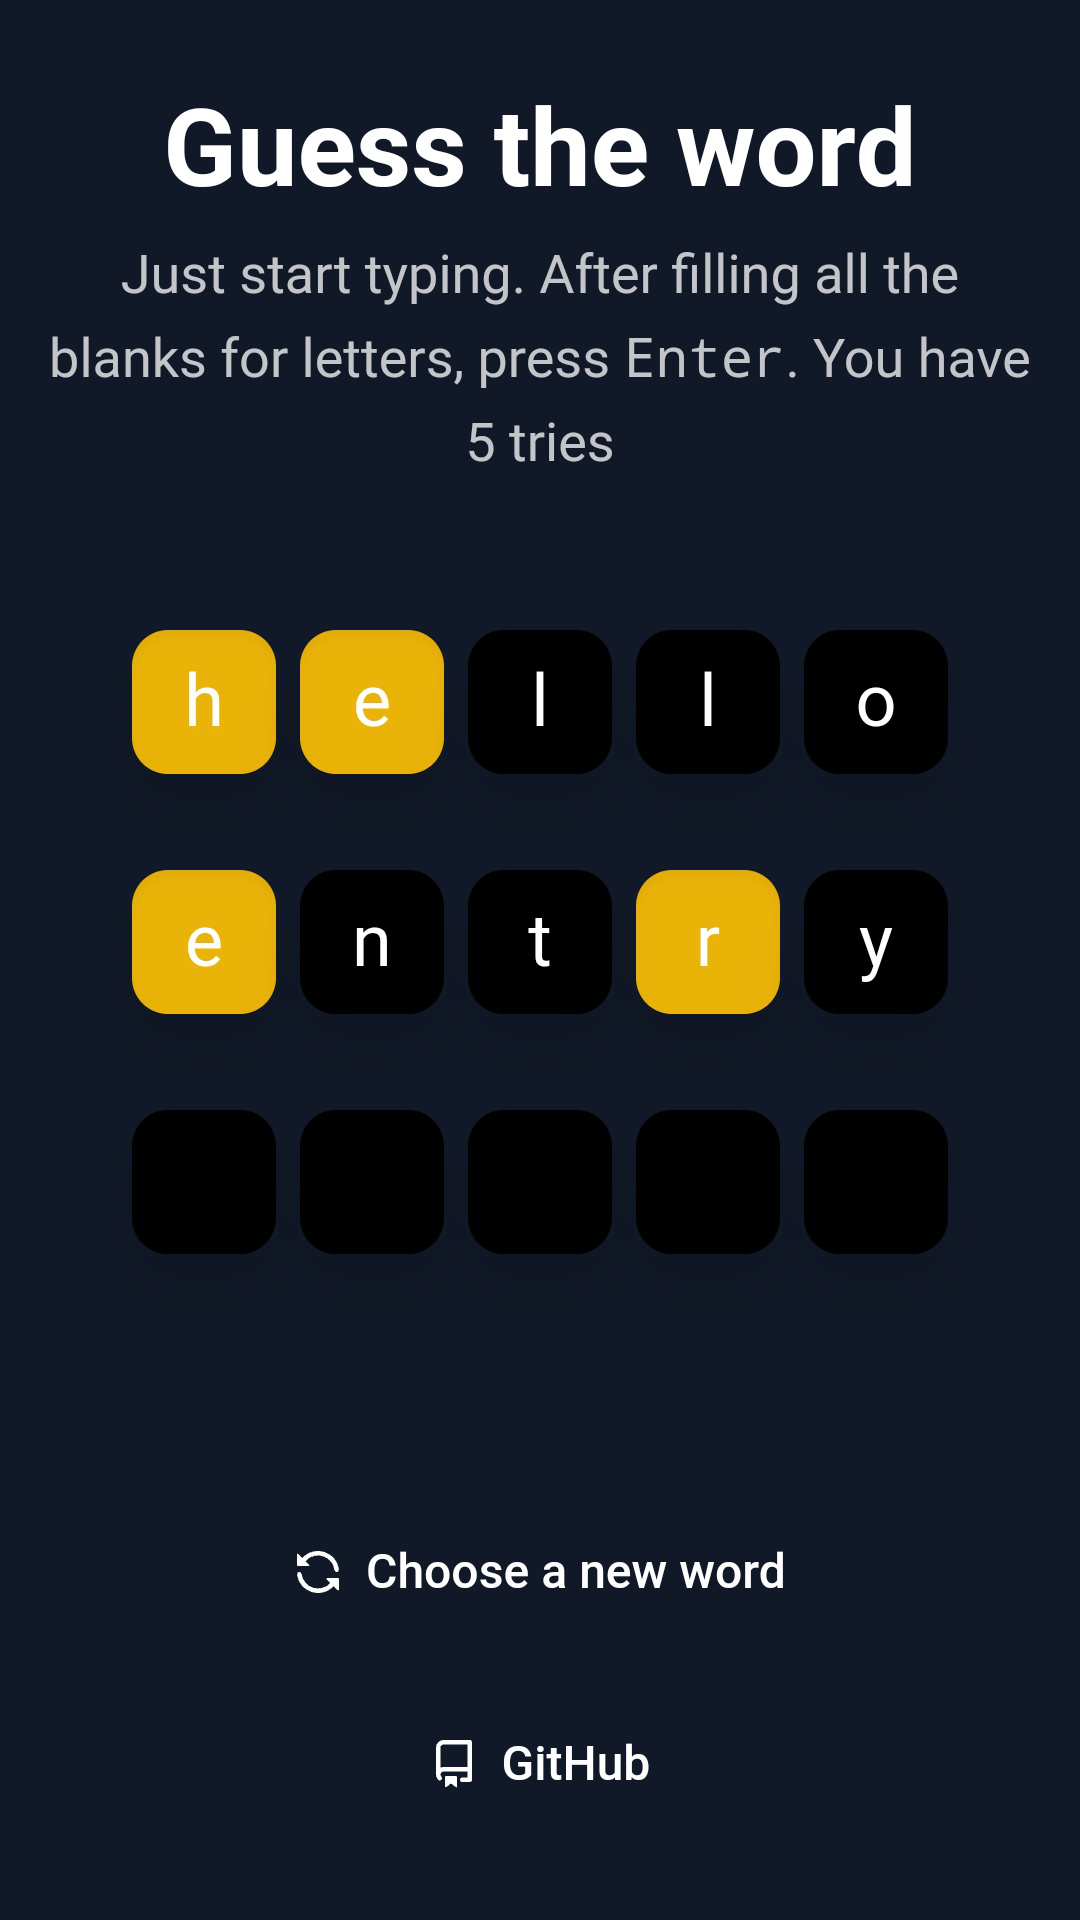 Guess the word
Just start typing. After filling all the
blanks for letters, press Enter. You have
5 tries
h e l l o
e n t r y
Choose a new word
GitHub